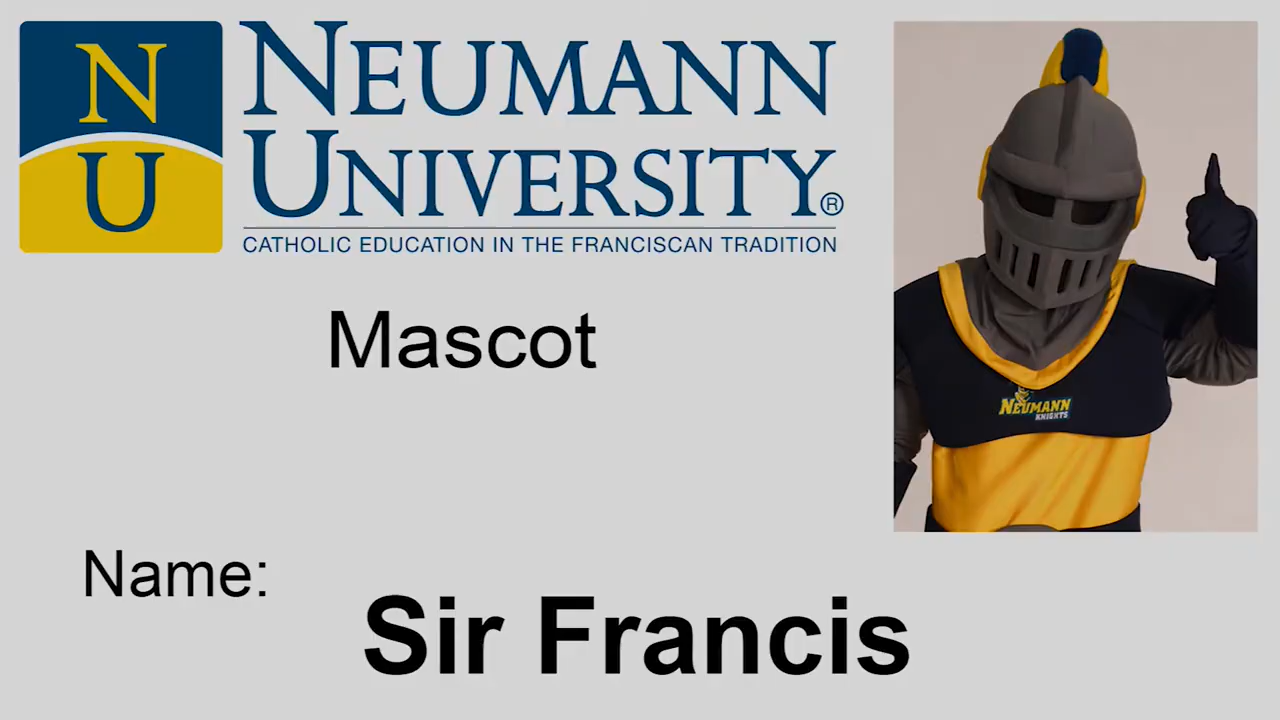 N
U
NEUMANN
UNIVERSITY®
CATHOLIC EDUCATION IN THE FRANCISCAN TRADITION
Mascot
NEUMANN
KNIGHTS
Name:
Sir Francis